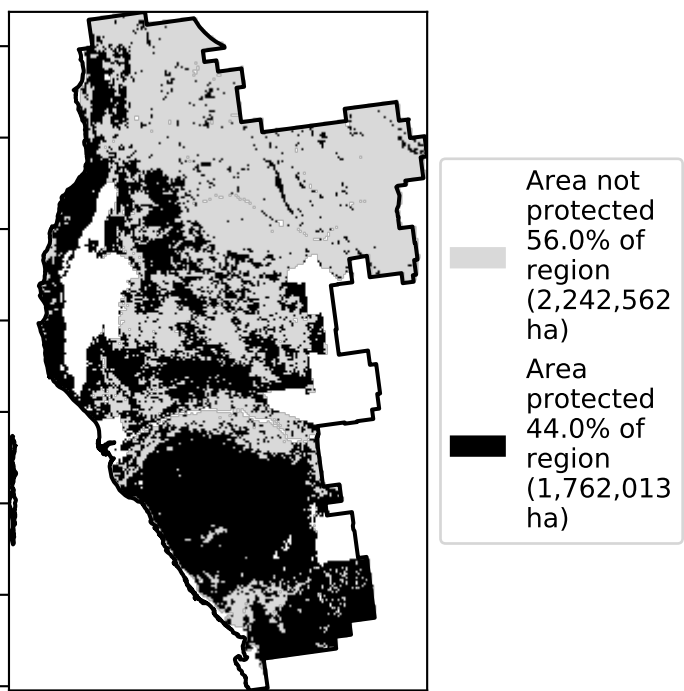 Area not
protected
56.0% of
region
(2,242,562
ha)
Area
protected
44.0% of
region
(1,762,013
ha)